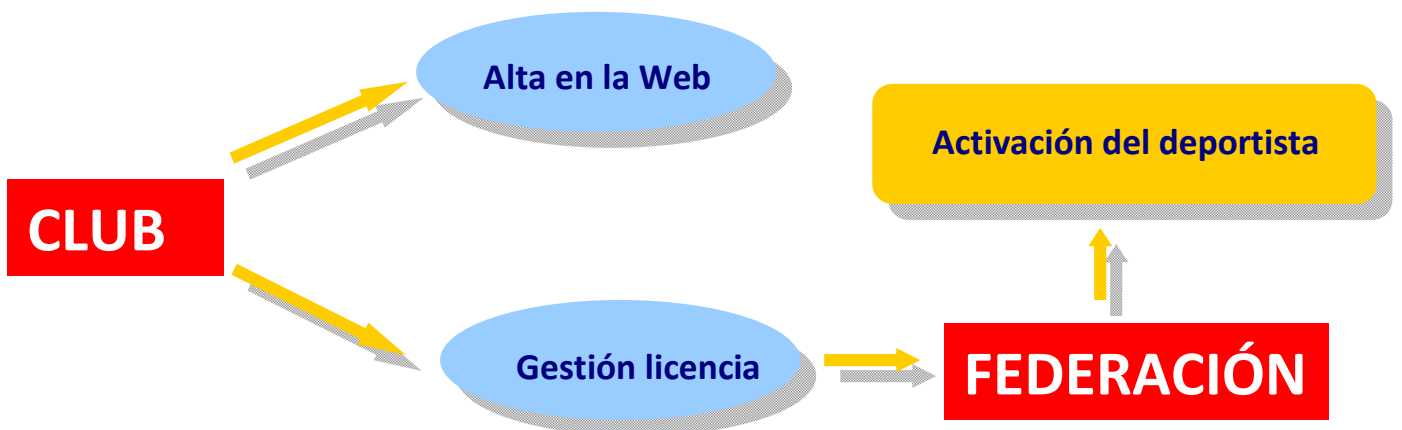 Alta en la Web
Activación del deportista
CLUB
Gestión licencia
FEDERACIÓN